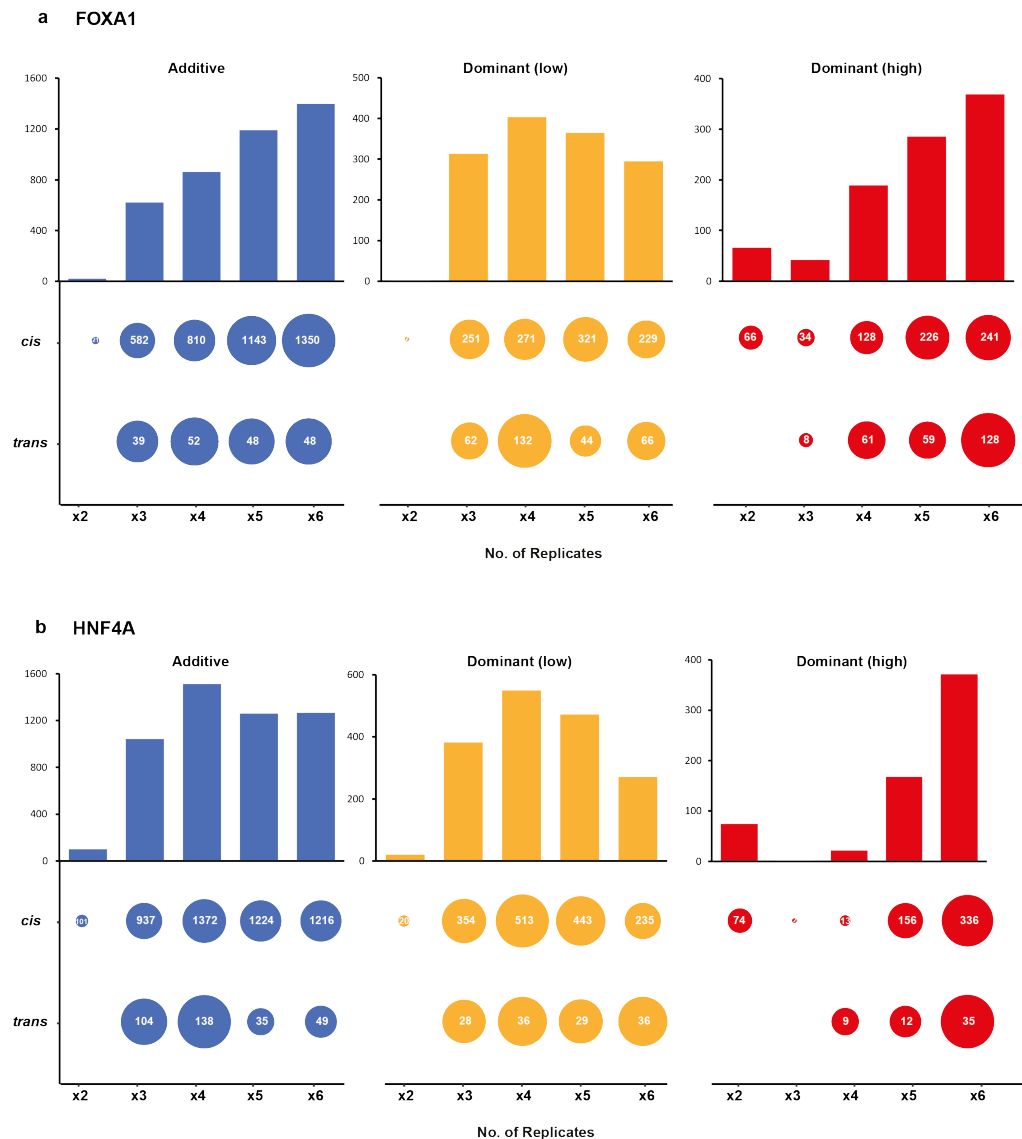 a FOXA1
Additive Dominant (low) Dominant (high)
1600 500 400
1200 400 300
800 300 200
400 200 100
0 100 0
0
cis 21 582 810 1143 1350 251 271 321 229 66 34 128 226 241
trans 39 52 48 48 62 132 44 66 8 61 59 128
x2 x3 x4 x5 x6 x2 x3 x4 x5 x6 x2 x3 x4 x5 x6
No. of Replicates
b HNF4A
Additive Dominant (low) Dominant (high)
1600 600 400
1200 400 300
800 200 200
400 0 100
0 0
cis 101 937 1372 1224 1216 20 354 513 443 235 74 13 156 336
trans 104 138 35 49 28 36 29 36 9 12 35
x2 x3 x4 x5 x6 x2 x3 x4 x5 x6 x2 x3 x4 x5 x6
No. of Replicates